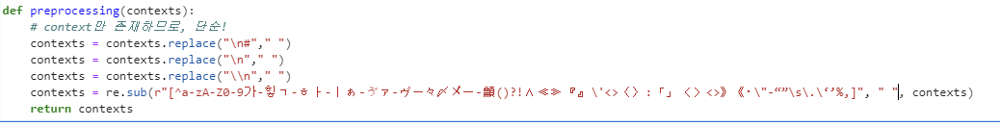 def preprocessing(contexts):
# context만 존재하므로, 단순!
contexts = contexts.replace("\n#"," ")
contexts = contexts.replace("\n"," ")
contexts = contexts.replace("\\n"," ")
contexts = re.sub(r"[^a-zA-Z0-9가-힣ㄱ-ㅎㅏ-ㅣぁ-ゔァ-ヴー々〆〤一-龥()?!∧≪≫『』\'<>〈〉:「」〈〉<>》《・\"-“”\s\.\‘’%,]", " ", contexts)
return contexts